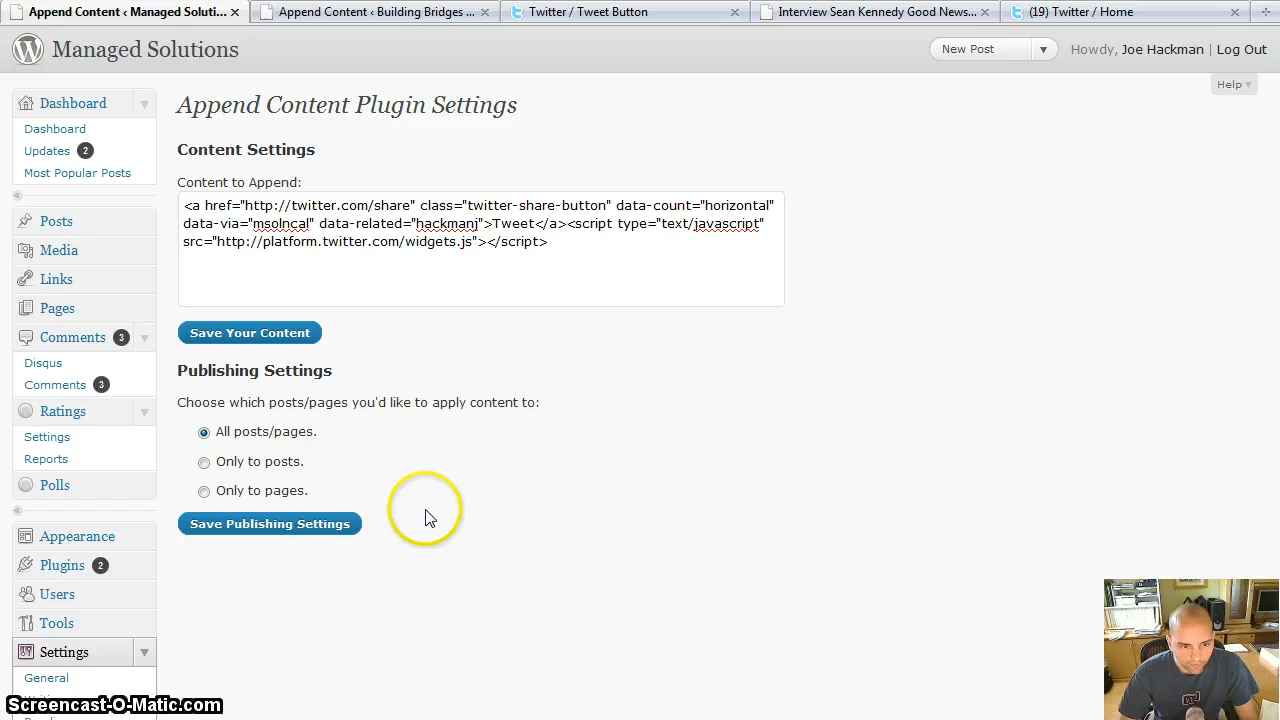 Append Content ‹ Managed Soluti...
Append Content ‹ Building Bridges ...
Twitter / Tweet Button
Interview Sean Kennedy Good News...
(19) Twitter / Home
Managed Solutions
New Post
Howdy, Joe Hackman | Log Out
Help
Append Content Plugin Settings
Dashboard
Dashboard
Updates 2
Most Popular Posts
Posts
Media
Links
Pages
Comments 3
Disqus
Comments 3
Ratings
Settings
Reports
Polls
Appearance
Plugins 2
Users
Tools
Settings
General
Content Settings
Content to Append:
<a href="http://twitter.com/share" class="twitter-share-button" data-count="horizontal"
data-via="msolncal" data-related="hackmanj">Tweet</a><script type="text/javascript"
src="http://platform.twitter.com/widgets.js"></script>
Save Your Content
Publishing Settings
Choose which posts/pages you'd like to apply content to:
All posts/pages.
Only to posts.
Only to pages.
Save Publishing Settings
Screencast-O-Matic.com